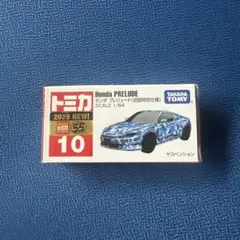 トミカ
2025 NEW!
55
10
Honda PRELUDE
ホンダ プレリュード(初回特別仕様)
SCALE 1/64
TAKARA
TOMY
サスペンション